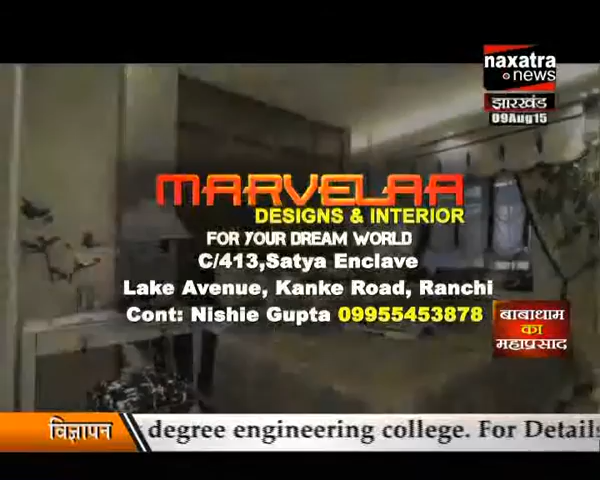 naxatra
news
झारखंड
09Aug15
MARVELAA
DESIGNS & INTERIOR
FOR YOUR DREAM WORLD
C/413,Satya Enclave
Lake Avenue, Kanke Road, Ranchi
Cont: Nishie Gupta 09955453878
बाबाधाम
का
महाप्रसाद
विज्ञापन degree engineering college. For Details